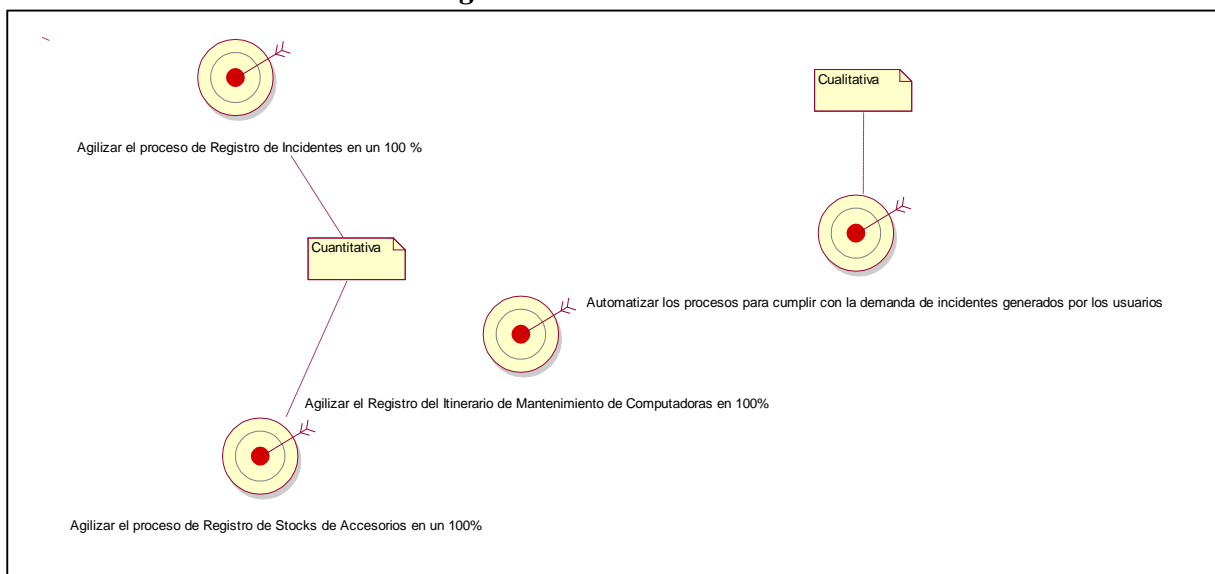 Cualitativa
Agilizar el proceso de Registro de Incidentes en un 100 %
Cuantitativa
Automatizar los procesos para cumplir con la demanda de incidentes generados por los usuarios
Agilizar el Registro del Itinerario de Mantenimiento de Computadoras en 100%
Agilizar el proceso de Registro de Stocks de Accesorios en un 100%